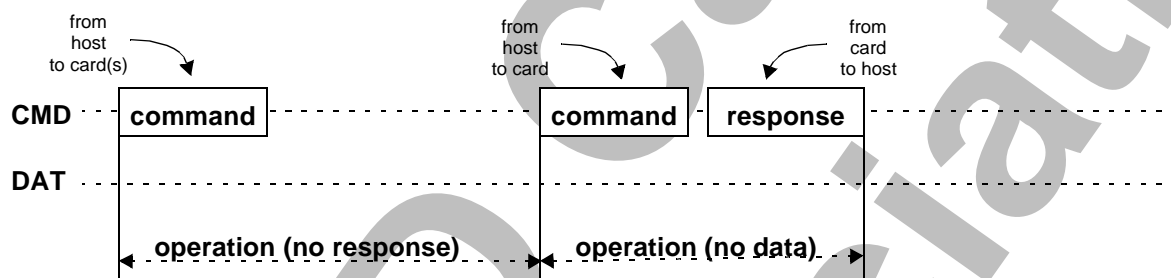 from
host
to card(s)
from
host
to card
from
card
to host
CMD
command
command
response
DAT
operation (no response)
operation (no data)